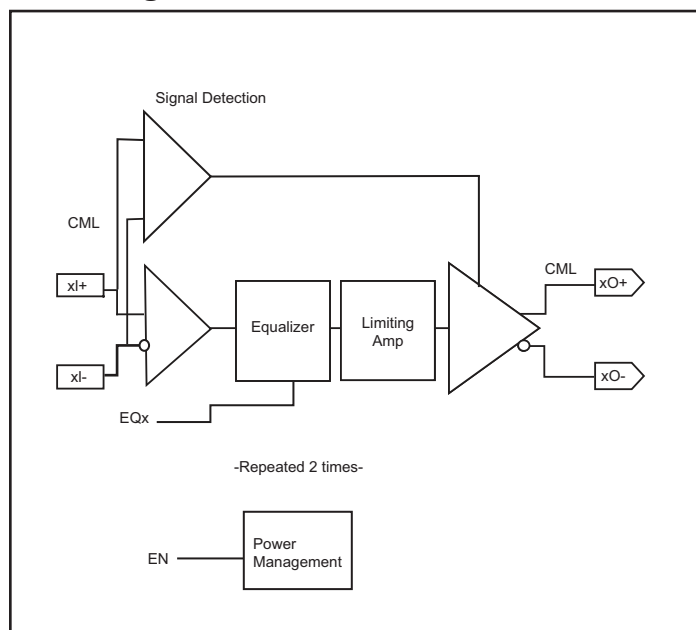 Signal Detection
CML
xI+
xI-
EQx
Equalizer
Limiting
Amp
CML
xO+
xO-
-Repeated 2 times-
EN
Power
Management